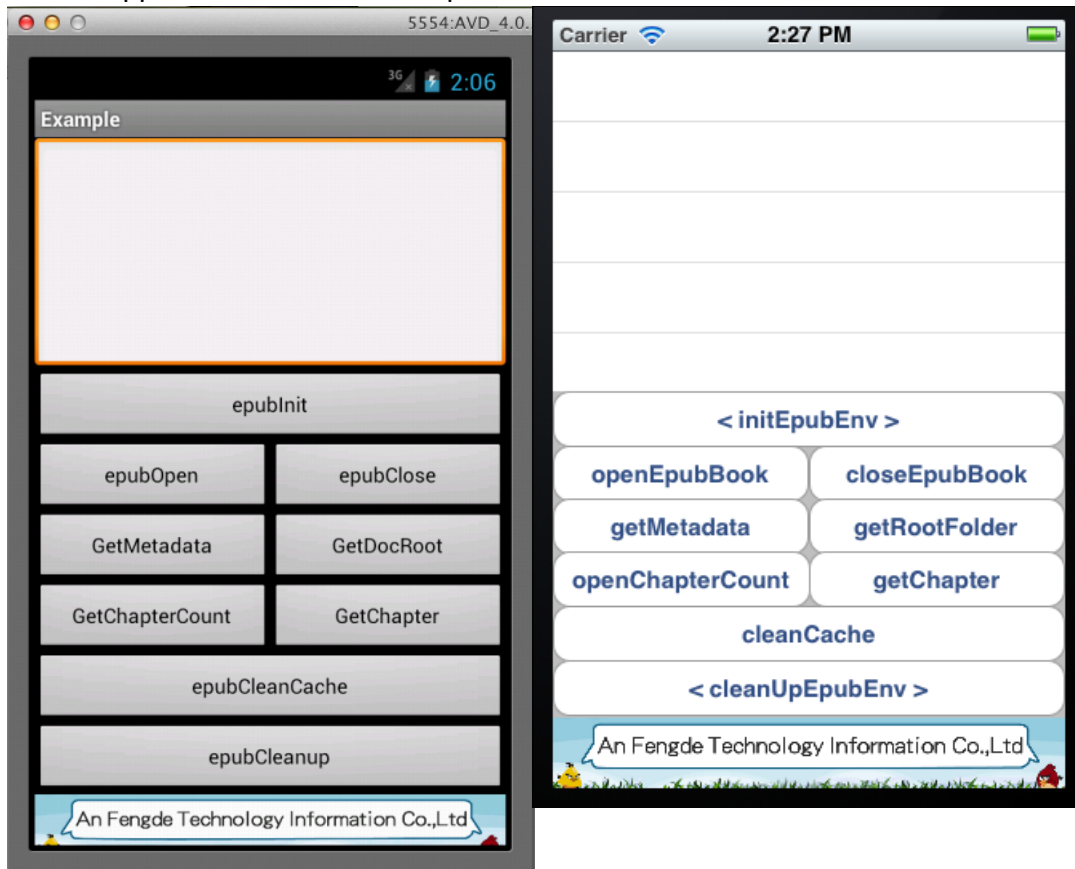 5554:AVD_4.0.
3G 2:06
Example
epubInit
epubOpen epubClose
GetMetadata GetDocRoot
GetChapterCount GetChapter
epubCleanCache
epubCleanup
An Fengde Technology Information Co.,Ltd
Carrier 2:27 PM
< initEpubEnv >
openEpubBook closeEpubBook
getMetadata getRootFolder
openChapterCount getChapter
cleanCache
< cleanUpEpubEnv >
An Fengde Technology Information Co.,Ltd